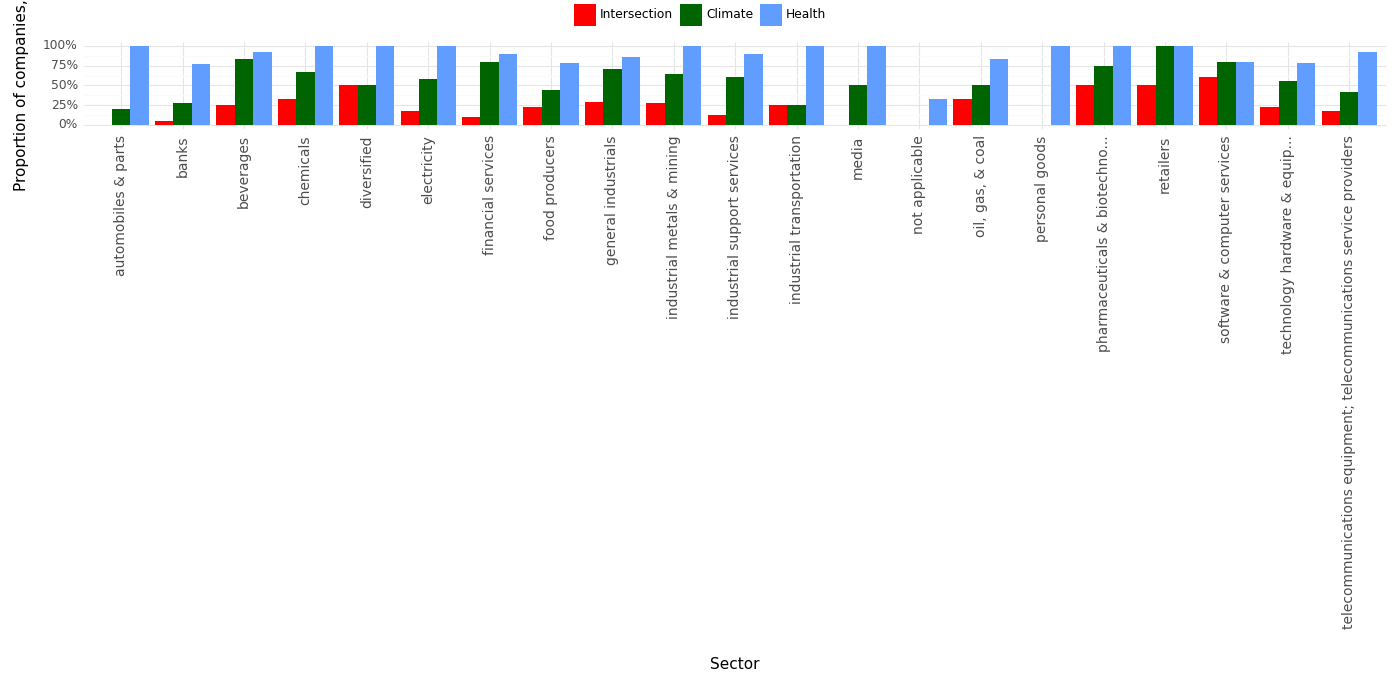 Intersection Climate Health
Proportion of companies,
100%
75%
50%
25%
0%
automobiles & parts
banks
beverages
chemicals
diversified
electricity
financial services
food producers
general industrials
industrial metals & mining
industrial support services
industrial transportation
media
not applicable
oil, gas, & coal
personal goods
pharmaceuticals & biotechno...
retailers
software & computer services
technology hardware & equip...
telecommunications equipment; telecommunications service providers
Sector